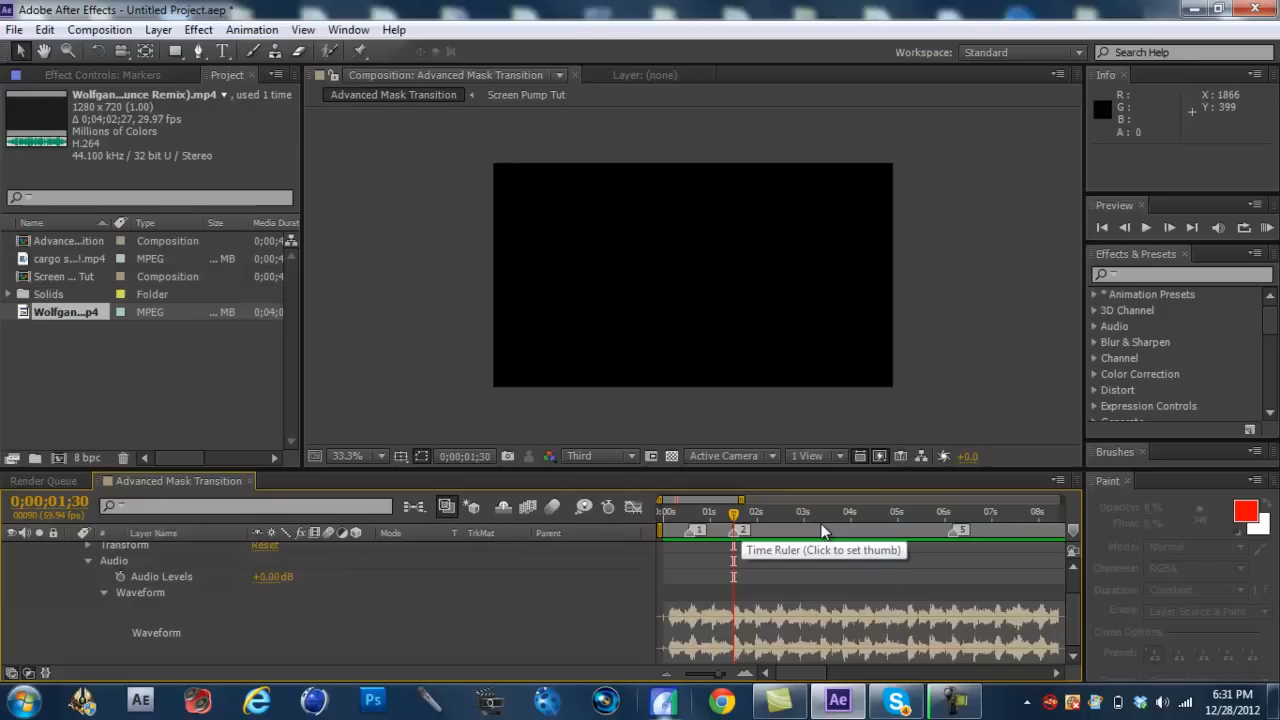 Adobe After Effects - Untitled Project.aep *
File Edit Composition Layer Effect Animation View Window Help
Workspace: Standard Search Help
Effect Controls: Markers Project
Composition: Advanced Mask Transition Layer: (none)
Info
Advanced Mask Transition Screen Pump Tut
Wolfgan...unce Remix).mp4 , used 1 time
1280 x 720 (1.00)
Δ 0;04;02;27, 29.97 fps
Millions of Colors
H.264
44.100 kHz / 32 bit U / Stereo
R :
G :
B :
A : 0
X : 1866
Y : 399
Preview
Name Type Size Media Durat
Advance...ition Composition 0;00;4
cargo s...!.mp4 MPEG ... MB 0;00;4
Screen ... Tut Composition 0;00;4
Solids Folder
Wolfgan...p4 MPEG ... MB 0;04;0
Effects & Presets
* Animation Presets
3D Channel
Audio
Blur & Sharpen
Channel
Color Correction
Distort
Expression Controls
Generate
8 bpc
33.3% 0;00;01;30 Third Active Camera 1 View +0.0
Brushes
Render Queue Advanced Mask Transition
Paint
0;00;01;30
00090 (59.94 fps)
:00s 01s 02s 03s 04s 05s 06s 07s 08s
Layer Name Mode T TrkMat Parent
1 2 5
Time Ruler (Click to set thumb)
Transform Reset
Audio
Audio Levels +0.00dB
Waveform
Waveform
Opacity: 100 %
Flow: 0 %
Mode: Normal
Channels: RGBA
Duration: Constant
Erase: Layer Source & Paint
Clone Options:
Preset:
6:31 PM
12/28/2012